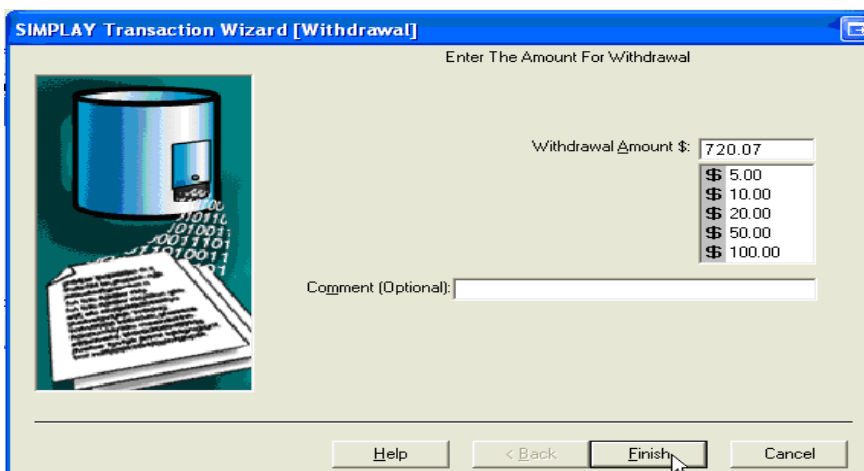 SIMPLAY Transaction Wizard [Withdrawal]
Enter The Amount For Withdrawal
Withdrawal Amount $: 720.07
$ 5.00
$ 10.00
$ 20.00
$ 50.00
$ 100.00
Comment (Optional):
Help < Back Finish Cancel